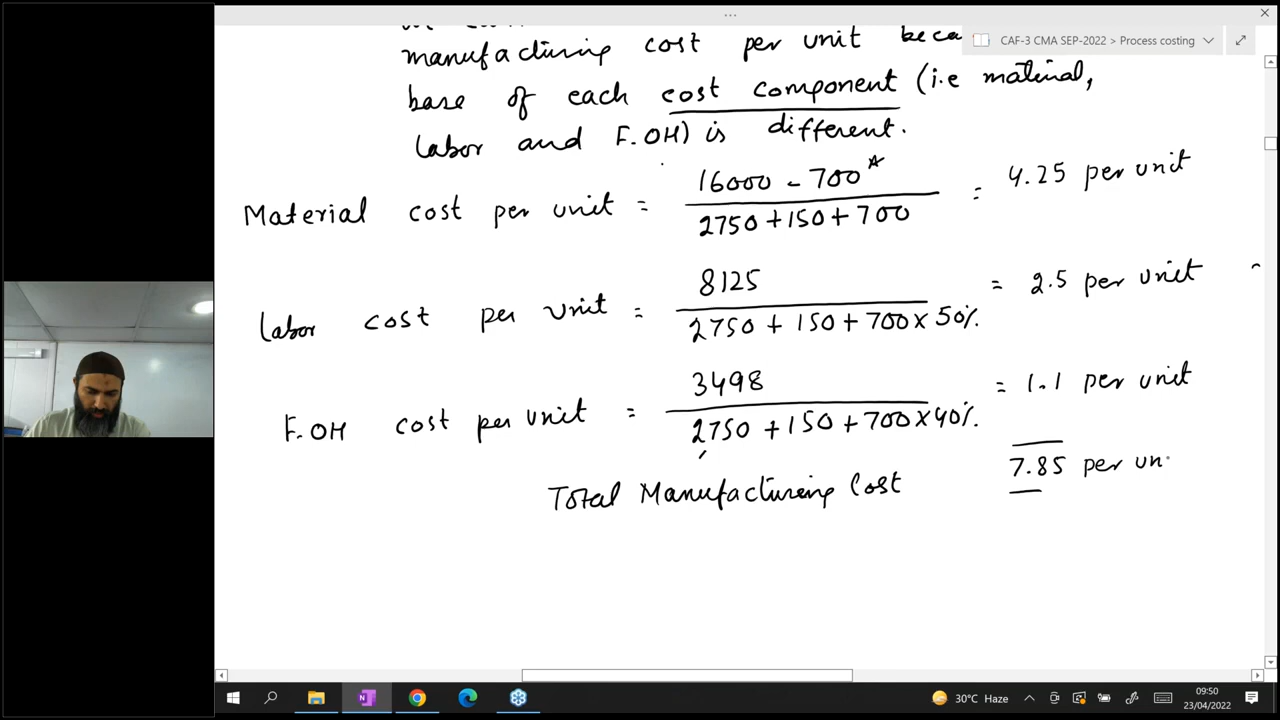 CAF-3 CMA SEP-2022 > Process costing
manufacturing cost per unit
base of each cost component (i.e material,
labor and F.OH) is different.
Material cost per unit = 16000 - 700* / 2750 + 150 + 700 = 4.25 per unit
labor cost per unit = 8125 / 2750 + 150 + 700 x 50% = 2.5 per unit
F.OH cost per unit = 3498 / 2750 + 150 + 700 x 40% = 1.1 per unit
Total Manufacturing Cost 7.85 per un
30°C Haze
09:50
23/04/2022